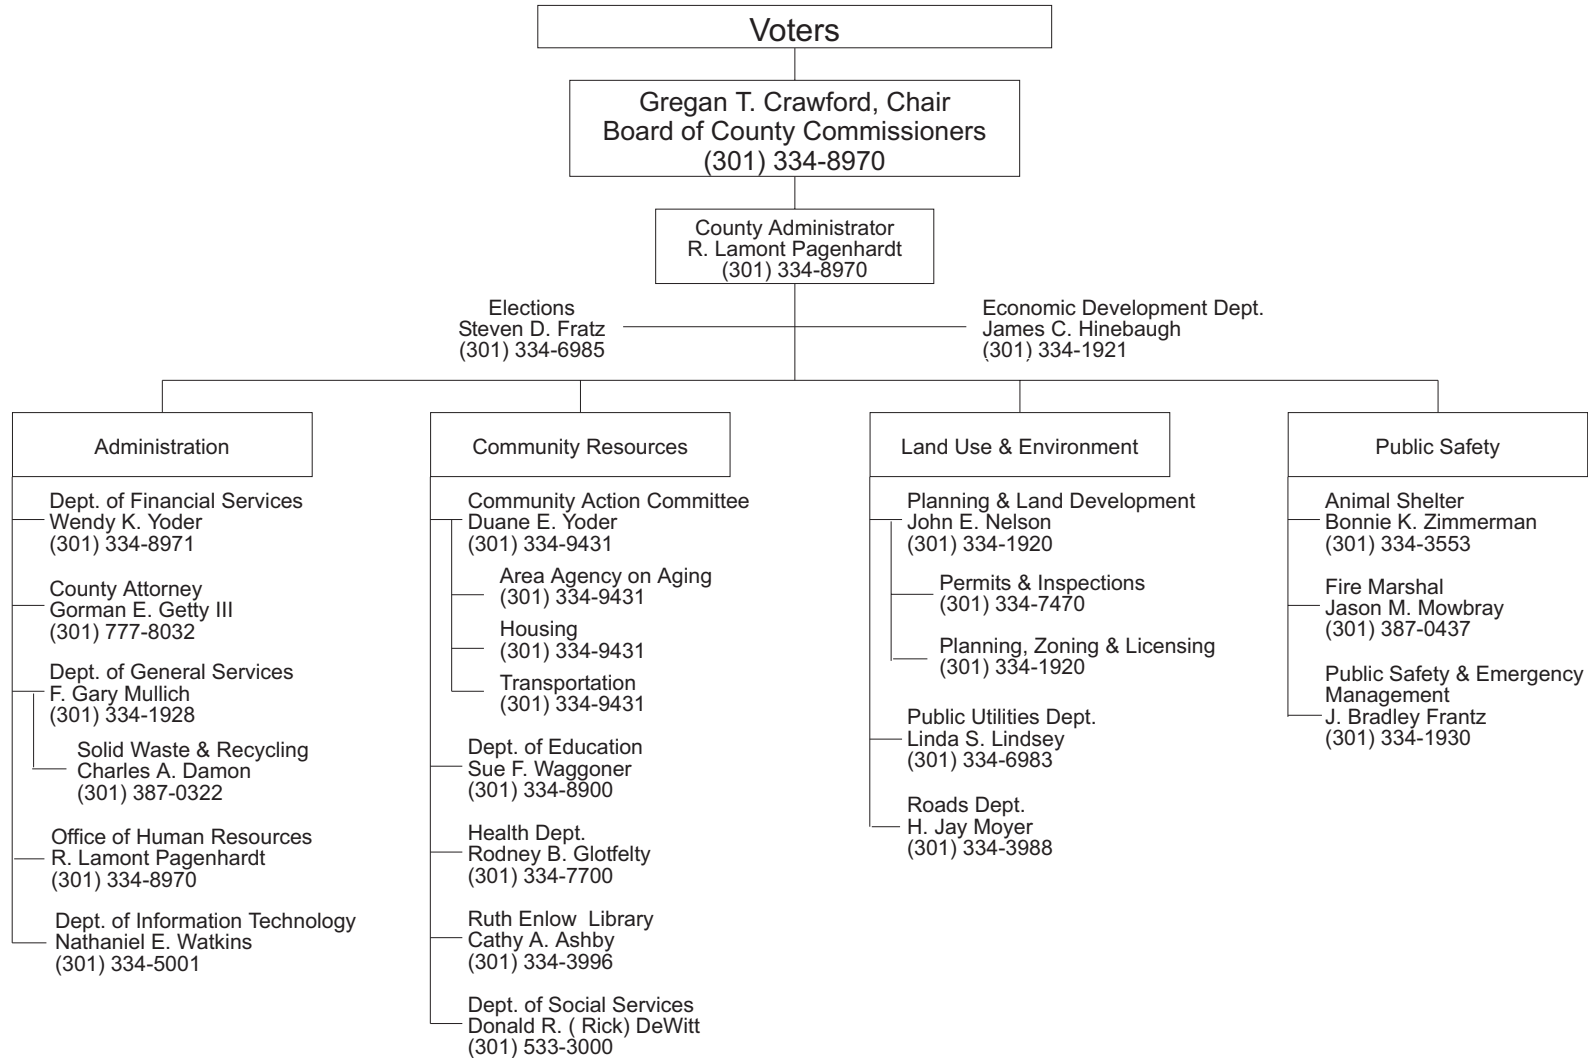 Voters
Gregan T. Crawford, Chair
Board of County Commissioners
(301) 334-8970
County Administrator
R. Lamont Pagenhardt
(301) 334-8970
Elections
Steven D. Fratz
(301) 334-6985
Economic Development Dept.
James C. Hinebaugh
(301) 334-1921
Administration
Dept. of Financial Services
Wendy K. Yoder
(301) 334-8971
County Attorney
Gorman E. Getty III
(301) 777-8032
Dept. of General Services
F. Gary Mullich
(301) 334-1928
Solid Waste & Recycling
Charles A. Damon
(301) 387-0322
Office of Human Resources
R. Lamont Pagenhardt
(301) 334-8970
Dept. of Information Technology
Nathaniel E. Watkins
(301) 334-5001
Community Resources
Community Action Committee
Duane E. Yoder
(301) 334-9431
Area Agency on Aging
(301) 334-9431
Housing
(301) 334-9431
Transportation
(301) 334-9431
Dept. of Education
Sue F. Waggoner
(301) 334-8900
Health Dept.
Rodney B. Glotfelty
(301) 334-7700
Ruth Enlow  Library
Cathy A. Ashby
(301) 334-3996
Dept. of Social Services
Donald R. ( Rick) DeWitt
(301) 533-3000
Land Use & Environment
Planning & Land Development
John E. Nelson
(301) 334-1920
Permits & Inspections
(301) 334-7470
Planning, Zoning & Licensing
(301) 334-1920
Public Utilities Dept.
Linda S. Lindsey
(301) 334-6983
Roads Dept.
H. Jay Moyer
(301) 334-3988
Public Safety
Animal Shelter
Bonnie K. Zimmerman
(301) 334-3553
Fire Marshal
Jason M. Mowbray
(301) 387-0437
Public Safety & Emergency
Management
J. Bradley Frantz
(301) 334-1930